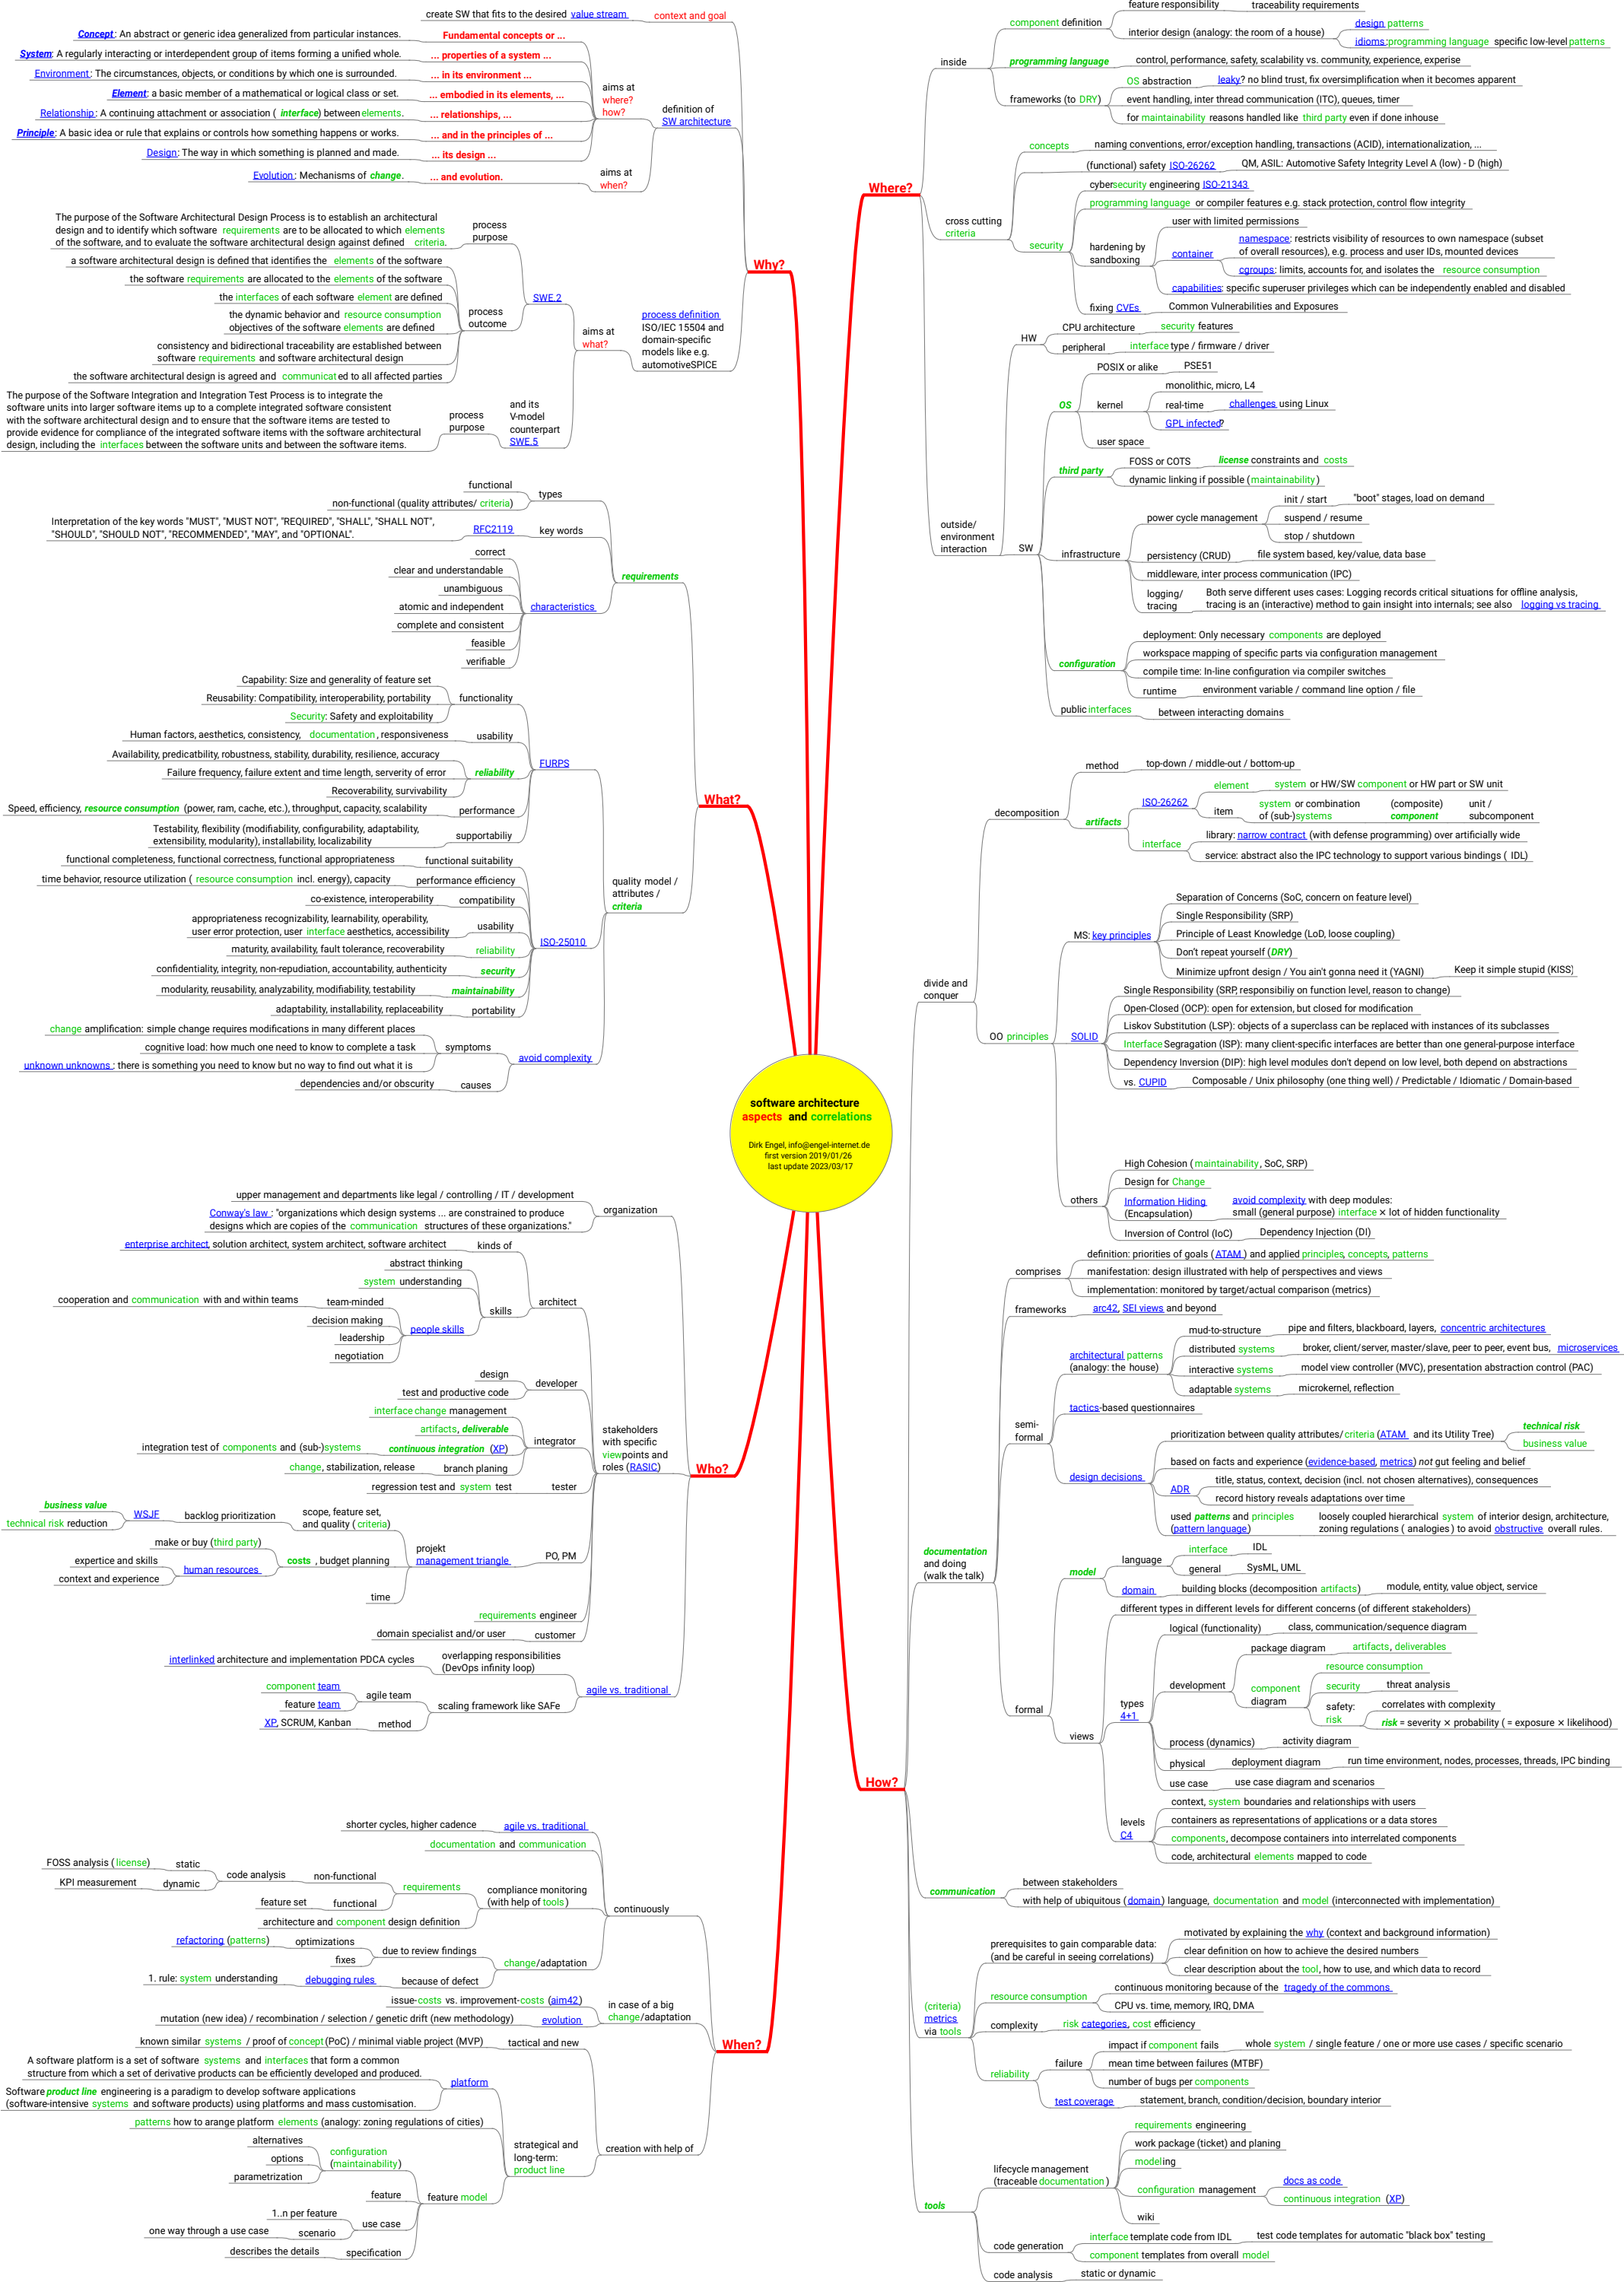 software architecture
aspects and correlations
Dirk Engel, info@engel-internet.de
first version 2019/01/26
last update 2023/03/17
Why?
context and goal
create SW that fits to the desired value stream
definition of
SW architecture
aims at
where?
how?
Fundamental concepts or ...
Concept: An abstract or generic idea generalized from particular instances.
... properties of a system ...
System: A regularly interacting or interdependent group of items forming a unified whole.
... in its environment ...
Environment: The circumstances, objects, or conditions by which one is surrounded.
... embodied in its elements, ...
Element: a basic member of a mathematical or logical class or set.
... relationships, ...
Relationship: A continuing attachment or association ( interface) between elements.
... and in the principles of ...
Principle: A basic idea or rule that explains or controls how something happens or works.
... its design ...
Design: The way in which something is planned and made.
aims at
when?
... and evolution.
Evolution: Mechanisms of change.
process definition
ISO/IEC 15504 and
domain-specific
models like e.g.
automotiveSPICE
aims at
what?
SWE.2
process
purpose
The purpose of the Software Architectural Design Process is to establish an architectural
design and to identify which software requirements are to be allocated to which elements
of the software, and to evaluate the software architectural design against defined criteria.
process
outcome
a software architectural design is defined that identifies the elements of the software
the software requirements are allocated to the elements of the software
the interfaces of each software element are defined
the dynamic behavior and resource consumption
objectives of the software elements are defined
consistency and bidirectional traceability are established between
software requirements and software architectural design
the software architectural design is agreed and communicated to all affected parties
and its
V-model
counterpart
SWE.5
process
purpose
The purpose of the Software Integration and Integration Test Process is to integrate the
software units into larger software items up to a complete integrated software consistent
with the software architectural design and to ensure that the software items are tested to
provide evidence for compliance of the integrated software items with the software architectural
design, including the interfaces between the software units and between the software items.
What?
requirements
types
functional
non-functional (quality attributes/ criteria)
key words
RFC2119
Interpretation of the key words "MUST", "MUST NOT", "REQUIRED", "SHALL", "SHALL NOT",
"SHOULD", "SHOULD NOT", "RECOMMENDED", "MAY", and "OPTIONAL".
characteristics
correct
clear and understandable
unambiguous
atomic and independent
complete and consistent
feasible
verifiable
quality model /
attributes /
criteria
FURPS
functionality
Capability: Size and generality of feature set
Reusability: Compatibility, interoperability, portability
Security: Safety and exploitability
usability
Human factors, aesthetics, consistency, documentation, responsiveness
reliability
Availability, predicatbility, robustness, stability, durability, resilience, accuracy
Failure frequency, failure extent and time length, serverity of error
Recoverability, survivability
performance
Speed, efficiency, resource consumption (power, ram, cache, etc.), throughput, capacity, scalability
supportabiliy
Testability, flexibility (modifiability, configurability, adaptability,
extensibility, modularity), installability, localizability
ISO-25010
functional suitability
functional completeness, functional correctness, functional appropriateness
performance efficiency
time behavior, resource utilization ( resource consumption incl. energy), capacity
compatibility
co-existence, interoperability
usability
appropriateness recognizability, learnability, operability,
user error protection, user interface aesthetics, accessibility
reliability
maturity, availability, fault tolerance, recoverability
security
confidentiality, integrity, non-repudiation, accountability, authenticity
maintainability
modularity, reusability, analyzability, modifiability, testability
portability
adaptability, installability, replaceability
avoid complexity
symptoms
change amplification: simple change requires modifications in many different places
cognitive load: how much one need to know to complete a task
unknown unknowns: there is something you need to know but no way to find out what it is
causes
dependencies and/or obscurity
Who?
organization
upper management and departments like legal / controlling / IT / development
Conway's law: "organizations which design systems ... are constrained to produce
designs which are copies of the communication structures of these organizations."
stakeholders
with specific
viewpoints and
roles (RASIC)
architect
kinds of
enterprise architect, solution architect, system architect, software architect
skills
abstract thinking
system understanding
people skills
team-minded
cooperation and communication with and within teams
decision making
leadership
negotiation
developer
design
test and productive code
integrator
interface change management
artifacts, deliverable
continuous integration (XP)
integration test of components and (sub-)systems
branch planing
change, stabilization, release
tester
regression test and system test
PO, PM
projekt
management triangle
scope, feature set,
and quality ( criteria)
backlog prioritization
WSJF
business value
technical risk reduction
costs , budget planning
make or buy (third party)
human resources
expertice and skills
context and experience
time
requirements engineer
customer
domain specialist and/or user
agile vs. traditional
overlapping responsibilities
(DevOps infinity loop)
interlinked architecture and implementation PDCA cycles
scaling framework like SAFe
agile team
component team
feature team
method
XP, SCRUM, Kanban
When?
continuously
agile vs. traditional
shorter cycles, higher cadence
documentation and communication
compliance monitoring
(with help of tools)
requirements
non-functional
code analysis
static
FOSS analysis ( license)
dynamic
KPI measurement
functional
feature set
architecture and component design definition
change/adaptation
due to review findings
optimizations
refactoring (patterns)
fixes
because of defect
debugging rules
1. rule: system understanding
in case of a big
change/adaptation
issue-costs vs. improvement-costs (aim42)
evolution
mutation (new idea) / recombination / selection / genetic drift (new methodology)
creation with help of
tactical and new
known similar systems / proof of concept (PoC) / minimal viable project (MVP)
strategical and
long-term:
product line
platform
A software platform is a set of software systems and interfaces that form a common
structure from which a set of derivative products can be efficiently developed and produced.
Software product line engineering is a paradigm to develop software applications
(software-intensive systems and software products) using platforms and mass customisation.
patterns how to arange platform elements (analogy: zoning regulations of cities)
feature model
configuration
(maintainability)
alternatives
options
parametrization
feature
use case
1..n per feature
scenario
one way through a use case
specification
describes the details
Where?
inside
component definition
feature responsibility
traceability requirements
interior design (analogy: the room of a house)
design patterns
idioms:programming language specific low-level patterns
programming language
control, performance, safety, scalability vs. community, experience, experise
frameworks (to DRY)
OS abstraction
leaky? no blind trust, fix oversimplification when it becomes apparent
event handling, inter thread communication (ITC), queues, timer
for maintainability reasons handled like third party even if done inhouse
cross cutting
criteria
concepts
naming conventions, error/exception handling, transactions (ACID), internationalization, ...
(functional) safety ISO-26262
QM, ASIL: Automotive Safety Integrity Level A (low) - D (high)
security
cybersecurity engineering ISO-21343
programming language or compiler features e.g. stack protection, control flow integrity
hardening by
sandboxing
user with limited permissions
container
namespace: restricts visibility of resources to own namespace (subset
of overall resources), e.g. process and user IDs, mounted devices
cgroups: limits, accounts for, and isolates the resource consumption
capabilities: specific superuser privileges which can be independently enabled and disabled
fixing CVEs
Common Vulnerabilities and Exposures
outside/
environment
interaction
HW
CPU architecture
security features
peripheral
interface type / firmware / driver
SW
OS
POSIX or alike
PSE51
kernel
monolithic, micro, L4
real-time
challenges using Linux
GPL infected?
user space
third party
FOSS or COTS
license constraints and costs
dynamic linking if possible (maintainability)
infrastructure
power cycle management
init / start
"boot" stages, load on demand
suspend / resume
stop / shutdown
persistency (CRUD)
file system based, key/value, data base
middleware, inter process communication (IPC)
logging/
tracing
Both serve different uses cases: Logging records critical situations for offline analysis,
tracing is an (interactive) method to gain insight into internals; see also logging vs tracing
configuration
deployment: Only necessary components are deployed
workspace mapping of specific parts via configuration management
compile time: In-line configuration via compiler switches
runtime
environment variable / command line option / file
public interfaces
between interacting domains
How?
divide and
conquer
decomposition
method
top-down / middle-out / bottom-up
artifacts
ISO-26262
element
system or HW/SW component or HW part or SW unit
item
system or combination
of (sub-)systems
(composite)
component
unit /
subcomponent
interface
library: narrow contract (with defense programming) over artificially wide
service: abstract also the IPC technology to support various bindings ( IDL)
OO principles
MS: key principles
Separation of Concerns (SoC, concern on feature level)
Single Responsibility (SRP)
Principle of Least Knowledge (LoD, loose coupling)
Don't repeat yourself (DRY)
Minimize upfront design / You ain't gonna need it (YAGNI)
Keep it simple stupid (KISS)
SOLID
Single Responsibility (SRP, responsibiliy on function level, reason to change)
Open-Closed (OCP): open for extension, but closed for modification
Liskov Substitution (LSP): objects of a superclass can be replaced with instances of its subclasses
Interface Segragation (ISP): many client-specific interfaces are better than one general-purpose interface
Dependency Inversion (DIP): high level modules don't depend on low level, both depend on abstractions
vs. CUPID
Composable / Unix philosophy (one thing well) / Predictable / Idiomatic / Domain-based
others
High Cohesion ( maintainability, SoC, SRP)
Design for Change
Information Hiding
(Encapsulation)
avoid complexity with deep modules:
small (general purpose) interface × lot of hidden functionality
Inversion of Control (IoC)
Dependency Injection (DI)
documentation
and doing
(walk the talk)
comprises
definition: priorities of goals (ATAM) and applied principles, concepts, patterns
manifestation: design illustrated with help of perspectives and views
implementation: monitored by target/actual comparison (metrics)
frameworks
arc42, SEI views and beyond
semi-
formal
architectural patterns
(analogy: the house)
mud-to-structure
pipe and filters, blackboard, layers, concentric architectures
distributed systems
broker, client/server, master/slave, peer to peer, event bus, microservices
interactive systems
model view controller (MVC), presentation abstraction control (PAC)
adaptable systems
microkernel, reflection
tactics-based questionnaires
design decisions
prioritization between quality attributes/ criteria (ATAM and its Utility Tree)
technical risk
business value
based on facts and experience (evidence-based, metrics) not gut feeling and belief
ADR
title, status, context, decision (incl. not chosen alternatives), consequences
record history reveals adaptations over time
used patterns and principles
(pattern language)
loosely coupled hierarchical system of interior design, architecture,
zoning regulations ( analogies) to avoid obstructive overall rules.
formal
model
language
interface
IDL
general
SysML, UML
domain
building blocks (decomposition artifacts)
module, entity, value object, service
views
different types in different levels for different concerns (of different stakeholders)
types
4+1
logical (functionality)
class, communication/sequence diagram
development
package diagram
artifacts, deliverables
component
diagram
resource consumption
security
threat analysis
safety:
risk
correlates with complexity
risk = severity × probability ( = exposure × likelihood)
process (dynamics)
activity diagram
physical
deployment diagram
run time environment, nodes, processes, threads, IPC binding
use case
use case diagram and scenarios
levels
C4
context, system boundaries and relationships with users
containers as representations of applications or a data stores
components, decompose containers into interrelated components
code, architectural elements mapped to code
communication
between stakeholders
with help of ubiquitous (domain) language, documentation and model (interconnected with implementation)
(criteria)
metrics
via tools
prerequisites to gain comparable data:
(and be careful in seeing correlations)
motivated by explaining the why (context and background information)
clear definition on how to achieve the desired numbers
clear description about the tool, how to use, and which data to record
resource consumption
continuous monitoring because of the tragedy of the commons
CPU vs. time, memory, IRQ, DMA
complexity
risk categories, cost efficiency
reliability
failure
impact if component fails
whole system / single feature / one or more use cases / specific scenario
mean time between failures (MTBF)
number of bugs per components
test coverage
statement, branch, condition/decision, boundary interior
tools
lifecycle management
(traceable documentation)
requirements engineering
work package (ticket) and planing
modeling
configuration management
docs as code
continuous integration (XP)
wiki
code generation
interface template code from IDL
test code templates for automatic "black box" testing
component templates from overall model
code analysis
static or dynamic